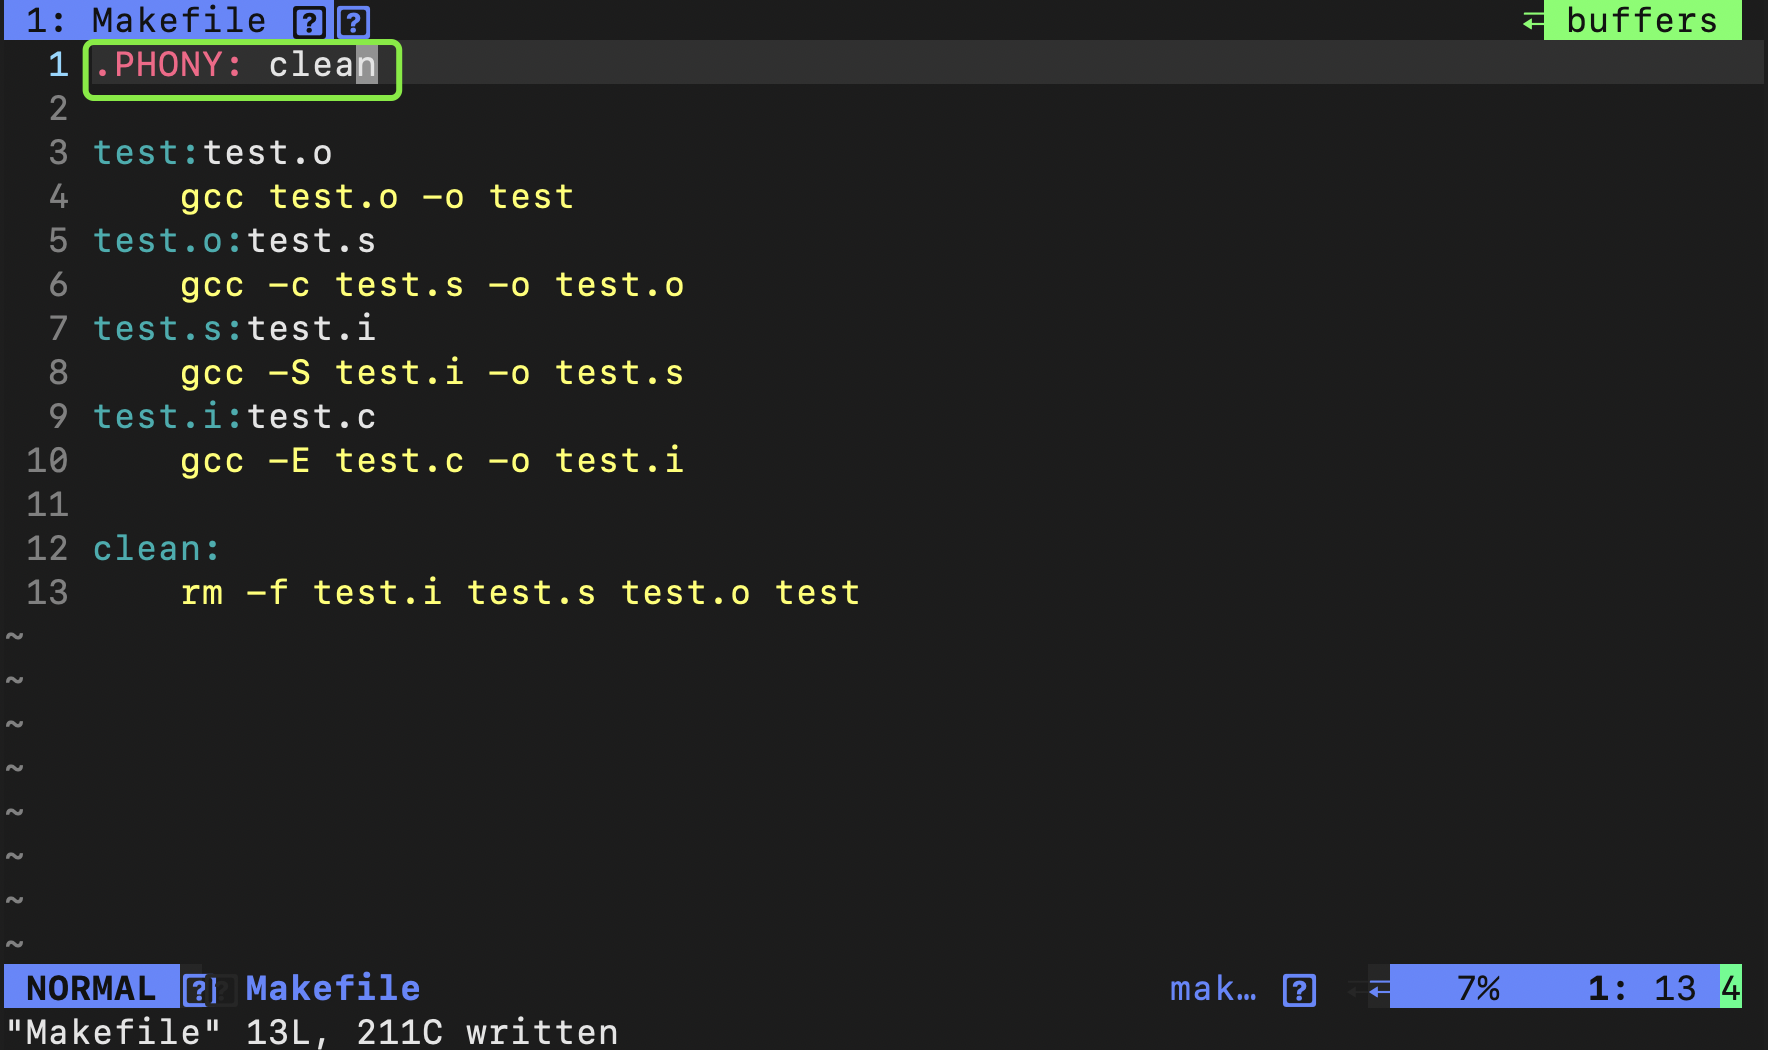 1: Makefile
buffers
1 .PHONY: clean
2
3 test:test.o
4     gcc test.o -o test
5 test.o:test.s
6     gcc -c test.s -o test.o
7 test.s:test.i
8     gcc -S test.i -o test.s
9 test.i:test.c
10     gcc -E test.c -o test.i
11
12 clean:
13     rm -f test.i test.s test.o test
~
~
~
~
~
~
~
~
NORMAL Makefile mak… 7% 1: 13 4
"Makefile" 13L, 211C written